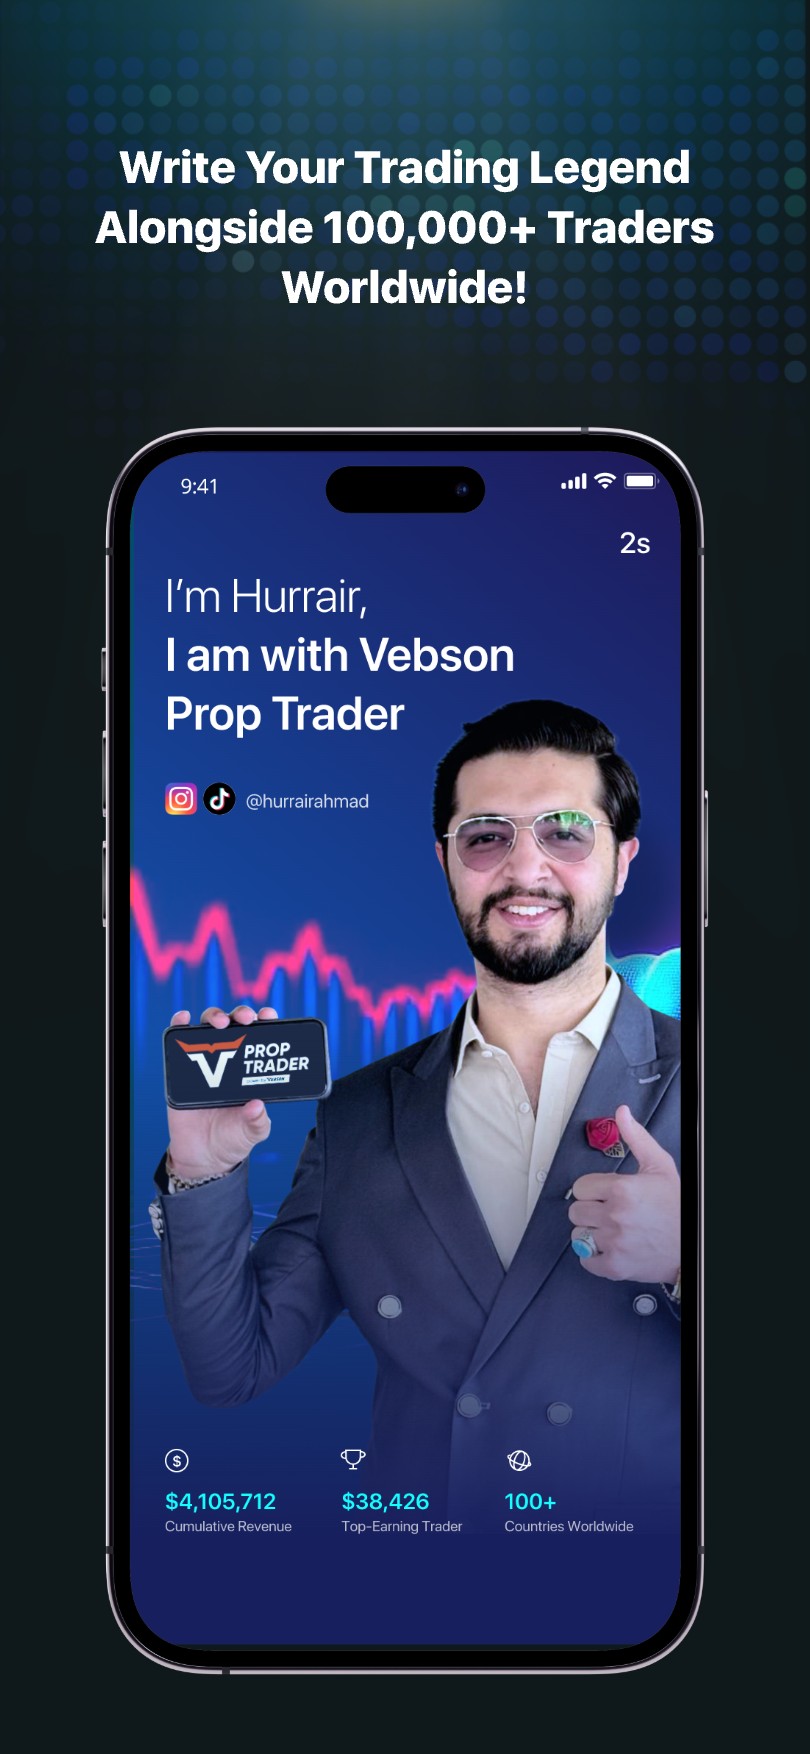 Write Your Trading Legend
Alongside 100,000+ Traders
Worldwide!
9:41
2s
I’m Hurrair,
I am with Vebson
Prop Trader
@hurrairahmad
PROP
TRADER
$4,105,712
Cumulative Revenue
$38,426
Top-Earning Trader
100+
Countries Worldwide